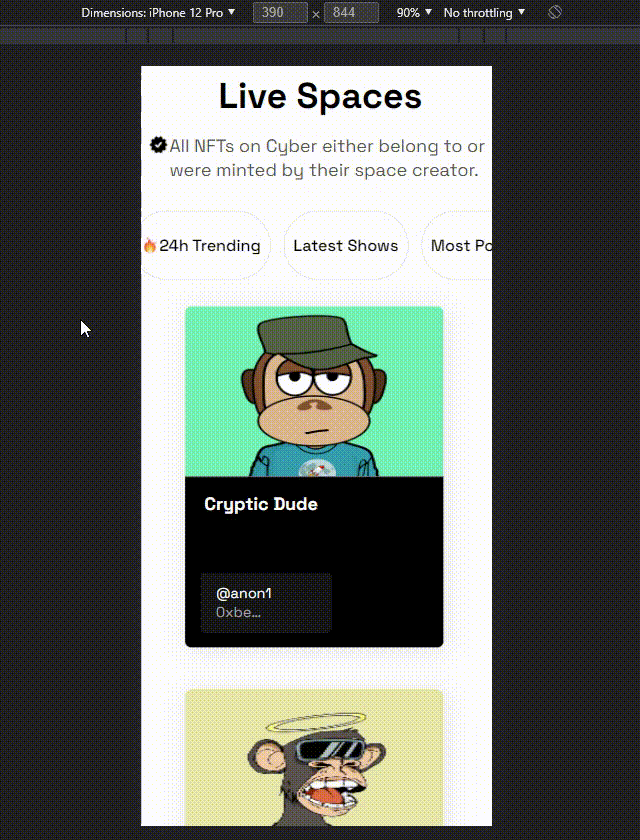 Dimensions: iPhone 12 Pro ▼ 390 × 844 90% ▼ No throttling ▼
Live Spaces
All NFTs on Cyber either belong to or
were minted by their space creator.
🔥24h Trending Latest Shows Most Po
Cryptic Dude
@anon1
0xbe...